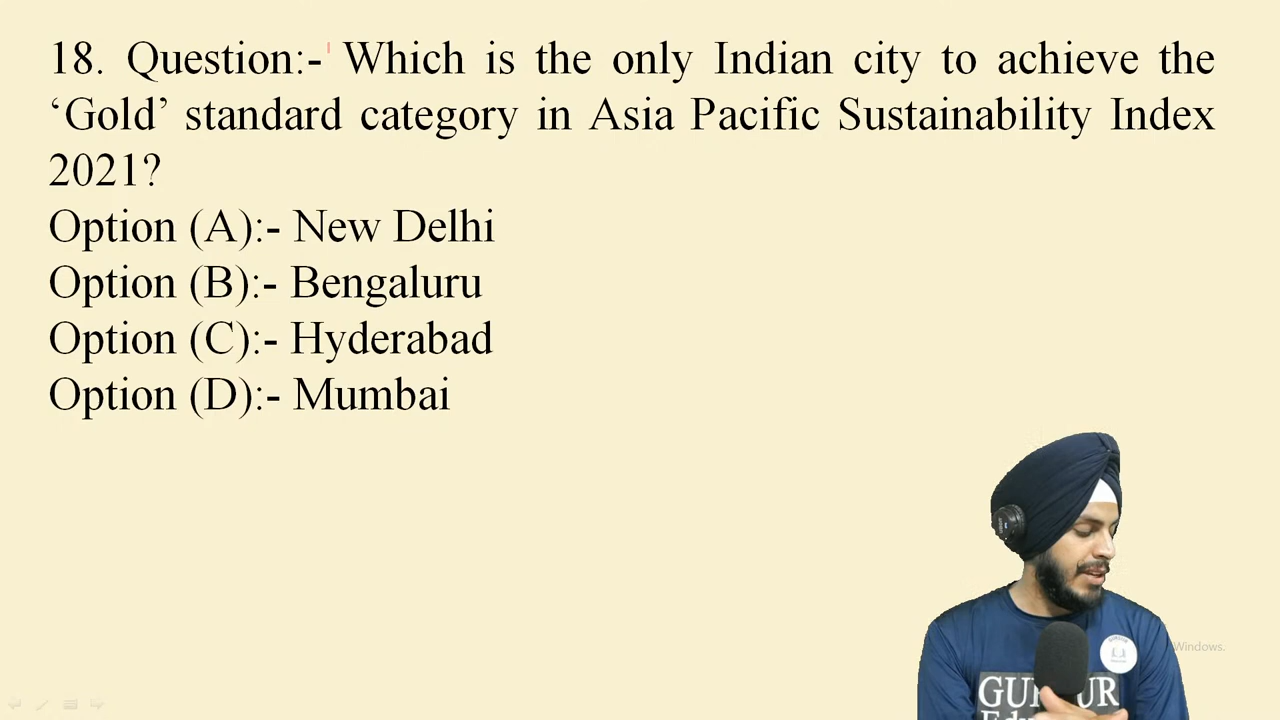 18. Question:- Which is the only Indian city to achieve the
‘Gold’ standard category in Asia Pacific Sustainability Index
2021?
Option (A):- New Delhi
Option (B):- Bengaluru
Option (C):- Hyderabad
Option (D):- Mumbai
Windows.